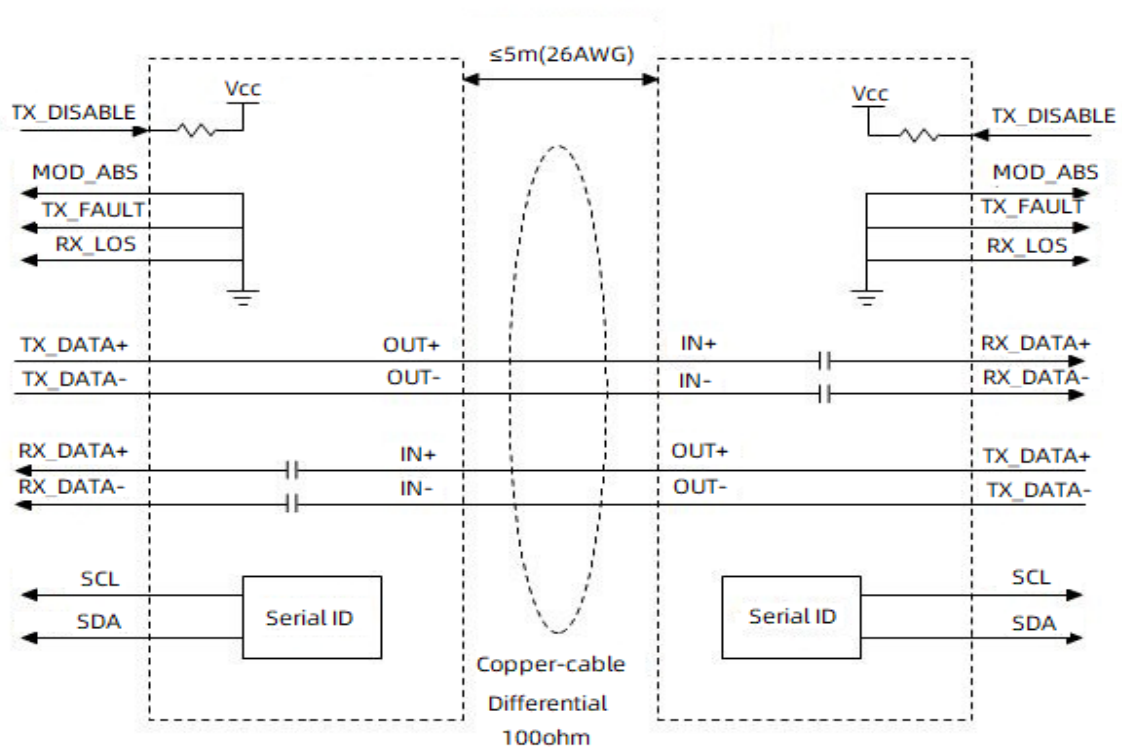 ≤5m(26AWG)
Vcc
Vcc
TX_DISABLE
TX_DISABLE
MOD_ABS
MOD_ABS
TX_FAULT
TX_FAULT
RX_LOS
RX_LOS
TX_DATA+ OUT+ IN+ RX_DATA+
TX_DATA- OUT- IN- RX_DATA-
RX_DATA+ IN+ OUT+ TX_DATA+
RX_DATA- IN- OUT- TX_DATA-
SCL
SCL
Serial ID
Serial ID
SDA
SDA
Copper-cable
Differential
100ohm